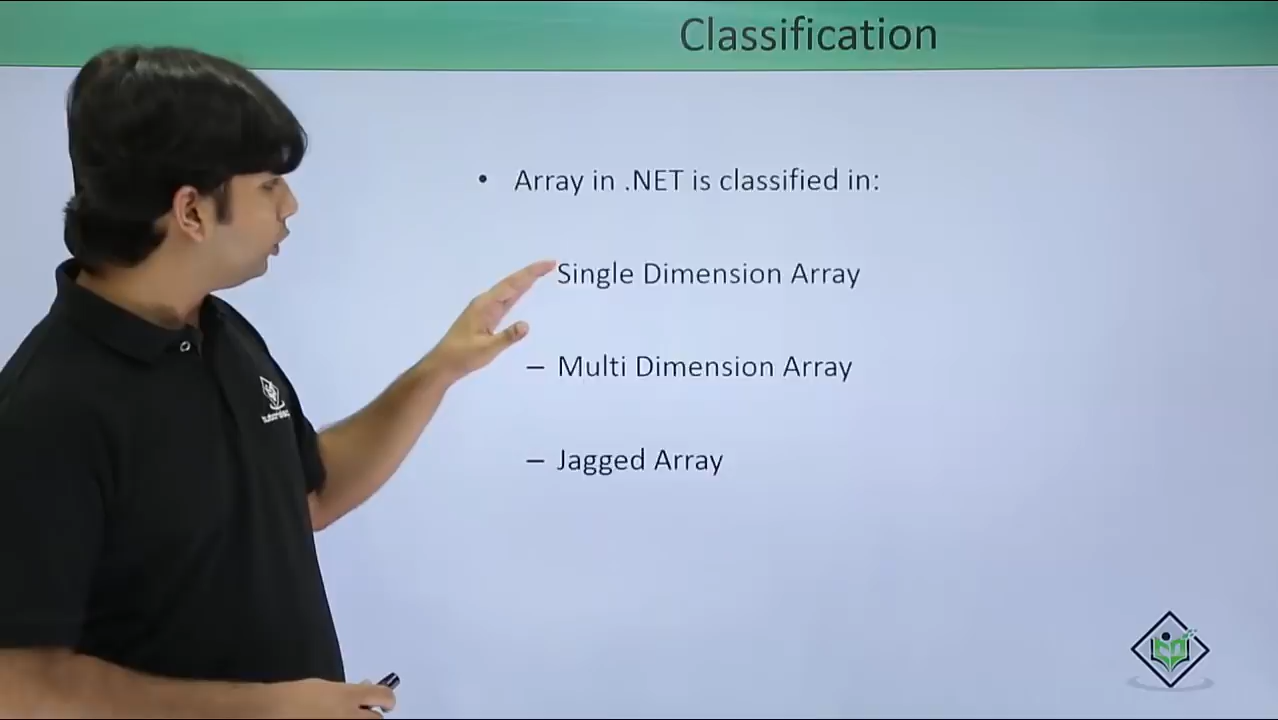 Classification
• Array in .NET is classified in:
Single Dimension Array
– Multi Dimension Array
– Jagged Array